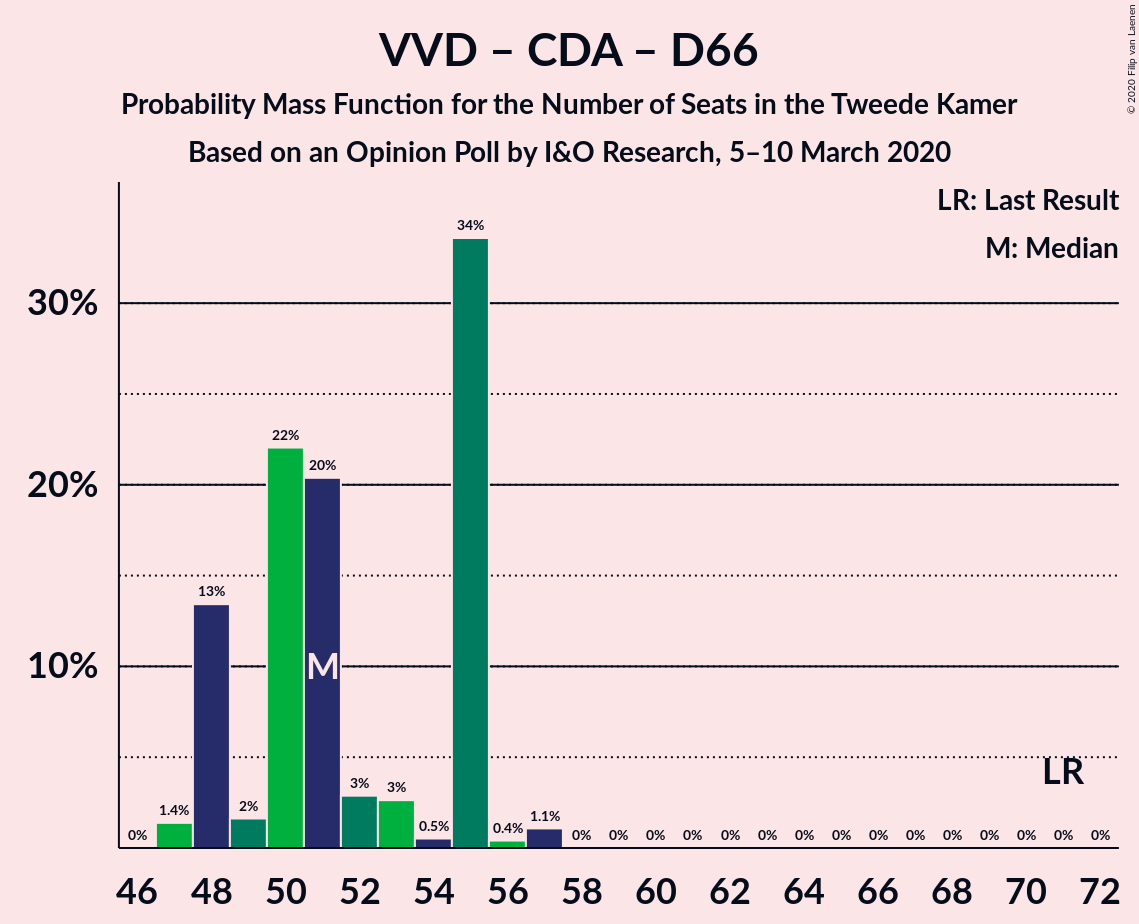 VVD – CDA – D66
Probability Mass Function for the Number of Seats in the Tweede Kamer
Based on an Opinion Poll by I&O Research, 5–10 March 2020
© 2020 Filip van Laenen
LR: Last Result
M: Median
30%
20%
10%
0% 1.4% 13% 2% 22% 20% 3% 3% 0.5% 34% 0.4% 1.1% 0% 0% 0% 0% 0% 0% 0% 0% 0% 0% 0% 0% 0% 0% 0%
M
LR
46 48 50 52 54 56 58 60 62 64 66 68 70 72